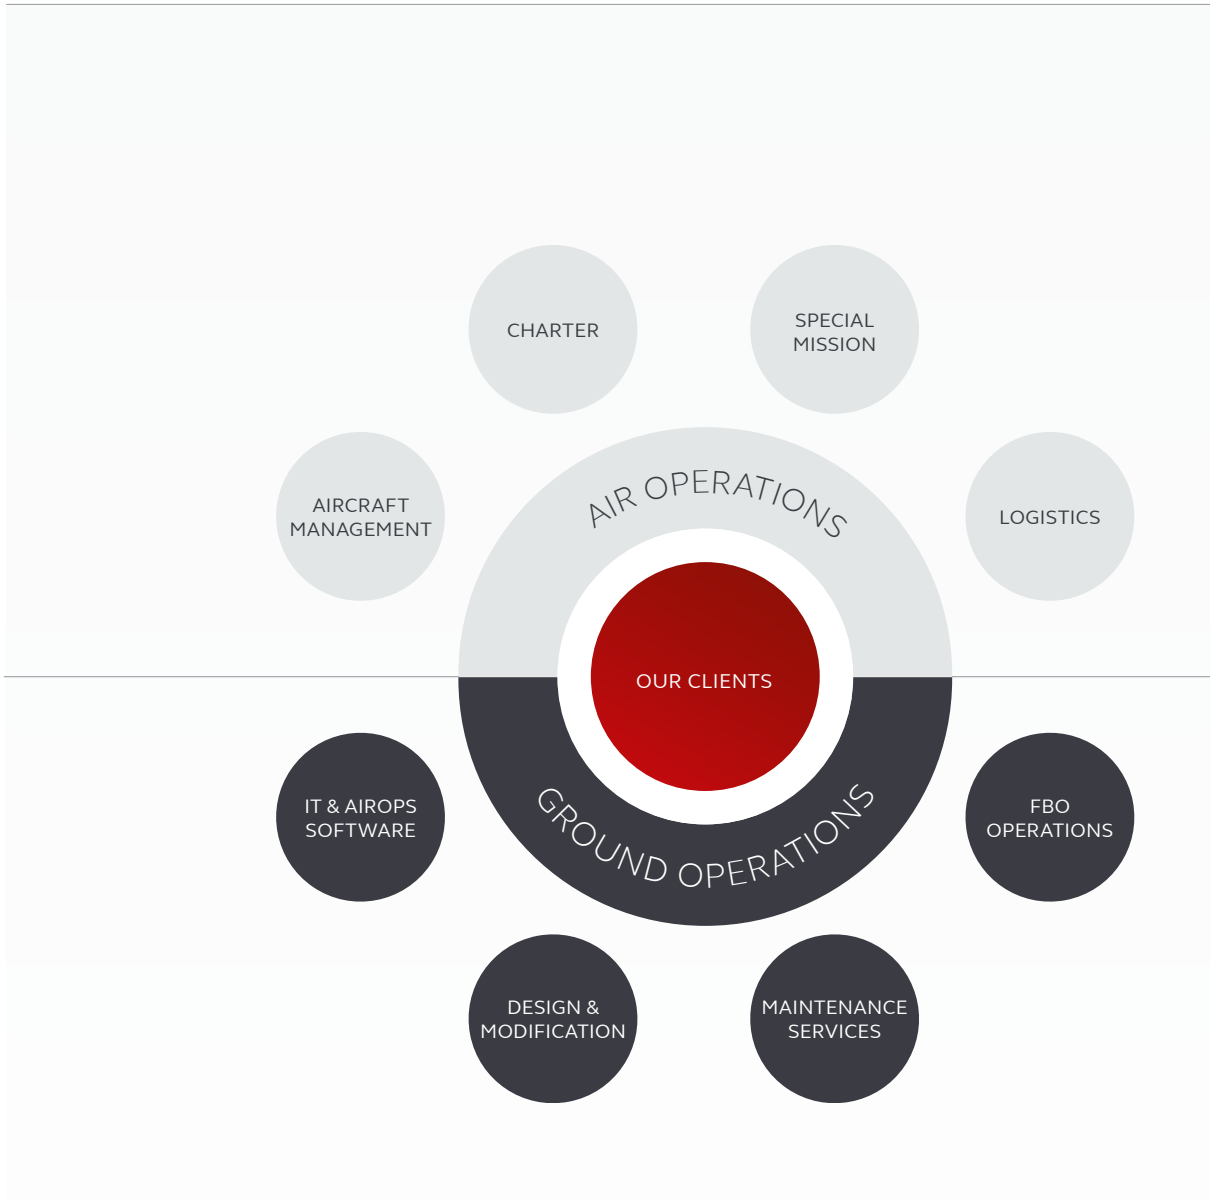 CHARTER
SPECIAL
MISSION
AIRCRAFT
MANAGEMENT
AIR OPERATIONS
LOGISTICS
OUR CLIENTS
IT & AIROPS
SOFTWARE
GROUND OPERATIONS
FBO
OPERATIONS
DESIGN &
MODIFICATION
MAINTENANCE
SERVICES